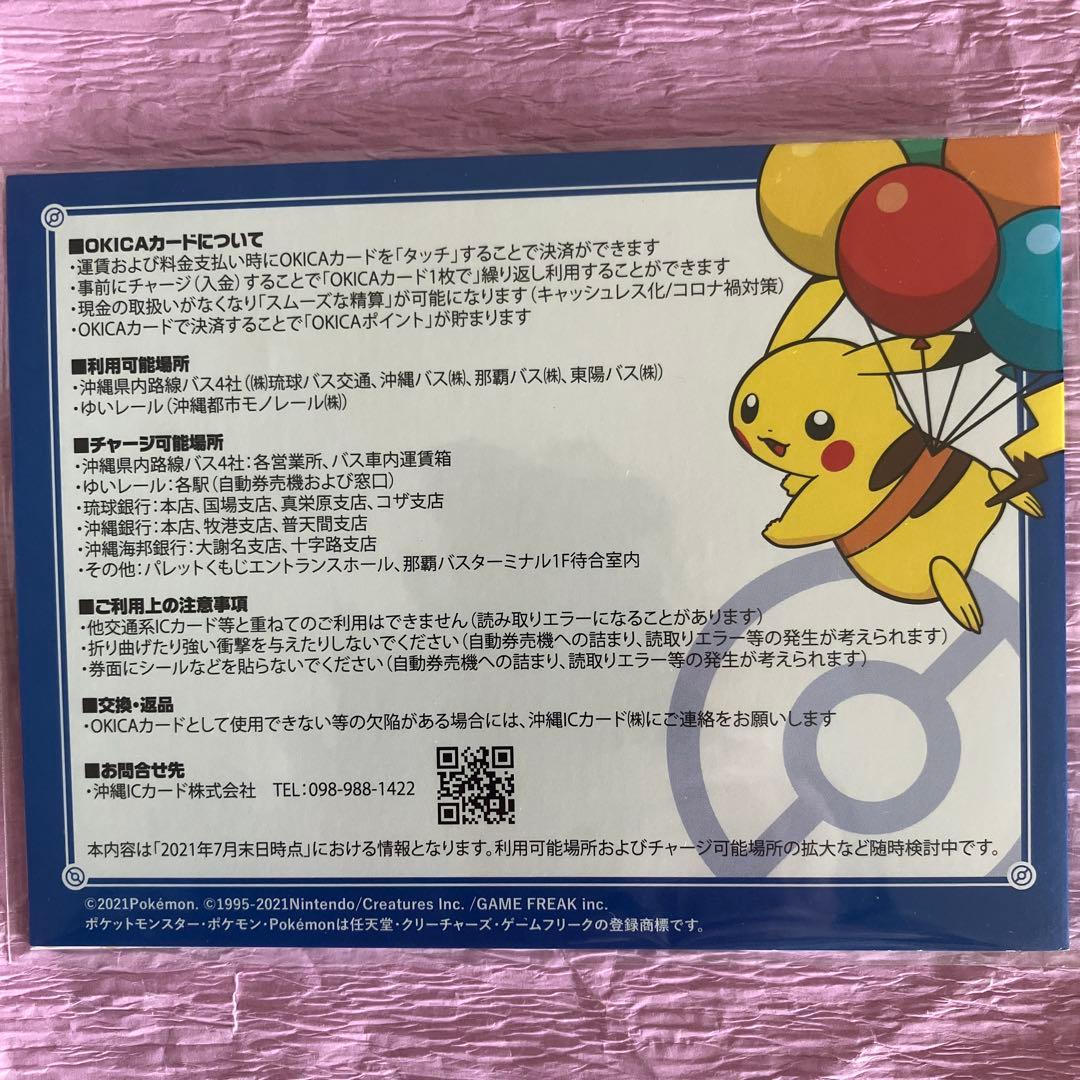 ■OKICAカードについて
・運賃および料金支払い時にOKICAカードを「タッチ」することで決済ができます
・事前にチャージ(入金)することで「OKICAカード1枚で」繰り返し利用することができます
・現金の取扱いがなくなり「スムーズな精算」が可能になります(キャッシュレス化/コロナ禍対策)
・OKICAカードで決済することで「OKICAポイント」が貯まります
■利用可能場所
・沖縄県内路線バス4社(㈱琉球バス交通、沖縄バス㈱、那覇バス㈱、東陽バス㈱)
・ゆいレール(沖縄都市モノレール㈱)
■チャージ可能場所
・沖縄県内路線バス4社:各営業所、バス車内運賃箱
・ゆいレール:各駅(自動券売機および窓口)
・琉球銀行:本店、国場支店、真栄原支店、コザ支店
・沖縄銀行:本店、牧港支店、普天間支店
・沖縄海邦銀行:大謝名支店、十字路支店
・その他:パレットくもじエントランスホール、那覇バスターミナル1F待合室内
■ご利用上の注意事項
・他交通系ICカード等と重ねてのご利用はできません(読み取りエラーになることがあります)
・折り曲げたり強い衝撃を与えたりしないでください(自動券売機への詰まり、読取りエラー等の発生が考えられます)
・券面にシールなどを貼らないでください(自動券売機への詰まり、読取りエラー等の発生が考えられます)
■交換・返品
・OKICAカードとして使用できない等の欠陥がある場合には、沖縄ICカード㈱にご連絡をお願いします
■お問合せ先
・沖縄ICカード株式会社 TEL:098-988-1422
本内容は「2021年7月末日時点」における情報となります。利用可能場所およびチャージ可能場所の拡大など随時検討中です。
©2021Pokémon. ©1995-2021Nintendo/Creatures Inc. /GAME FREAK inc.
ポケットモンスター・ポケモン・Pokémonは任天堂・クリーチャーズ・ゲームフリークの登録商標です。